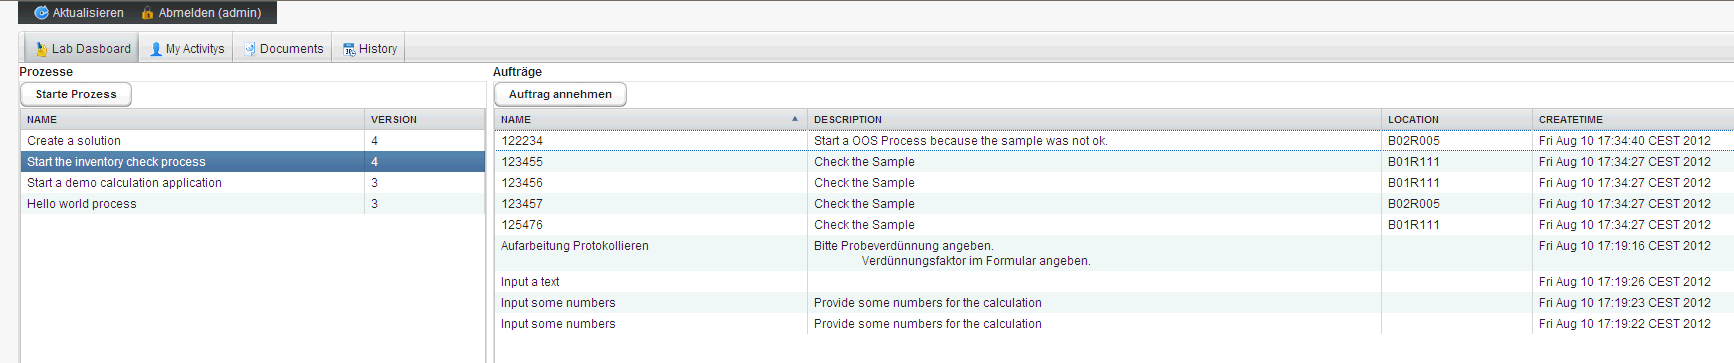 Aktualisieren Abmelden (admin)
Lab Dasboard My Activitys Documents History
Prozesse
Starte Prozess
NAME VERSION
Create a solution 4
Start the inventory check process 4
Start a demo calculation application 3
Hello world process 3
Aufträge
Auftrag annehmen
NAME DESCRIPTION LOCATION CREATETIME
122234 Start a OOS Process because the sample was not ok. B02R005 Fri Aug 10 17:34:40 CEST 2012
123455 Check the Sample B01R111 Fri Aug 10 17:34:27 CEST 2012
123456 Check the Sample B01R111 Fri Aug 10 17:34:27 CEST 2012
123457 Check the Sample B02R005 Fri Aug 10 17:34:27 CEST 2012
125476 Check the Sample B01R111 Fri Aug 10 17:34:27 CEST 2012
Aufarbeitung Protokollieren Bitte Probeverdünnung angeben. Fri Aug 10 17:19:16 CEST 2012
Verdünnungsfaktor im Formular angeben.
Input a text Fri Aug 10 17:19:26 CEST 2012
Input some numbers Provide some numbers for the calculation Fri Aug 10 17:19:23 CEST 2012
Input some numbers Provide some numbers for the calculation Fri Aug 10 17:19:22 CEST 2012